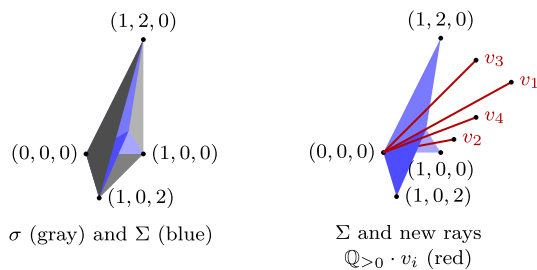 (1, 2, 0)
(0, 0, 0)
(1, 0, 0)
(1, 0, 2)
σ (gray) and Σ (blue)
(1, 2, 0)
v₃
v₁
v₄
v₂
(0, 0, 0)
(1, 0, 0)
(1, 0, 2)
Σ and new rays
ℚ>0 · vᵢ (red)